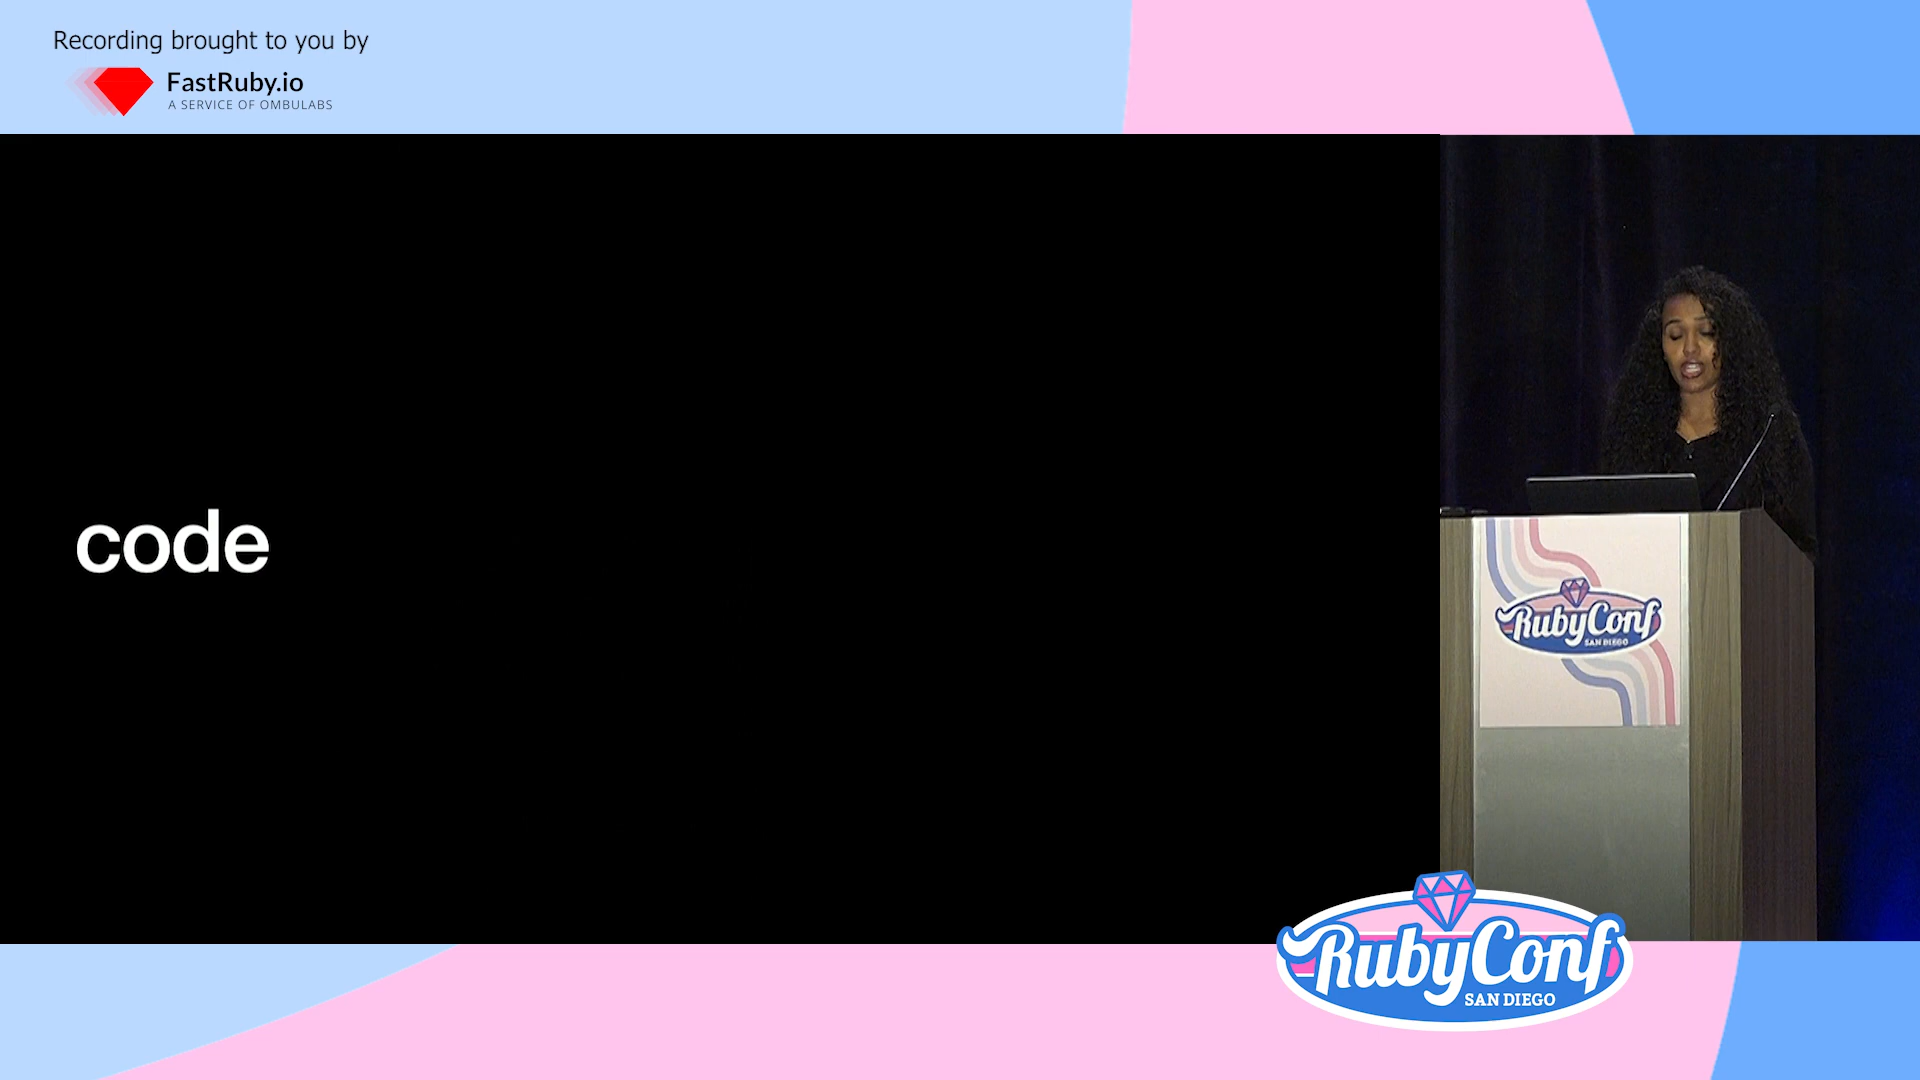 Recording brought to you by
FastRuby.io
A SERVICE OF OMBULABS
code
RubyConf
SAN DIEGO
RubyConf
SAN DIEGO